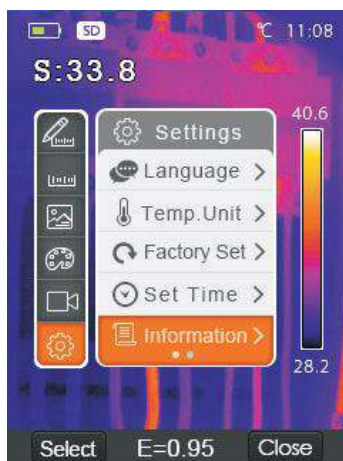 SD ℃ 11:08
S:33.8
40.6
Settings
Language
Temp.Unit
Factory Set
Set Time
Information
28.2
Select E=0.95 Close